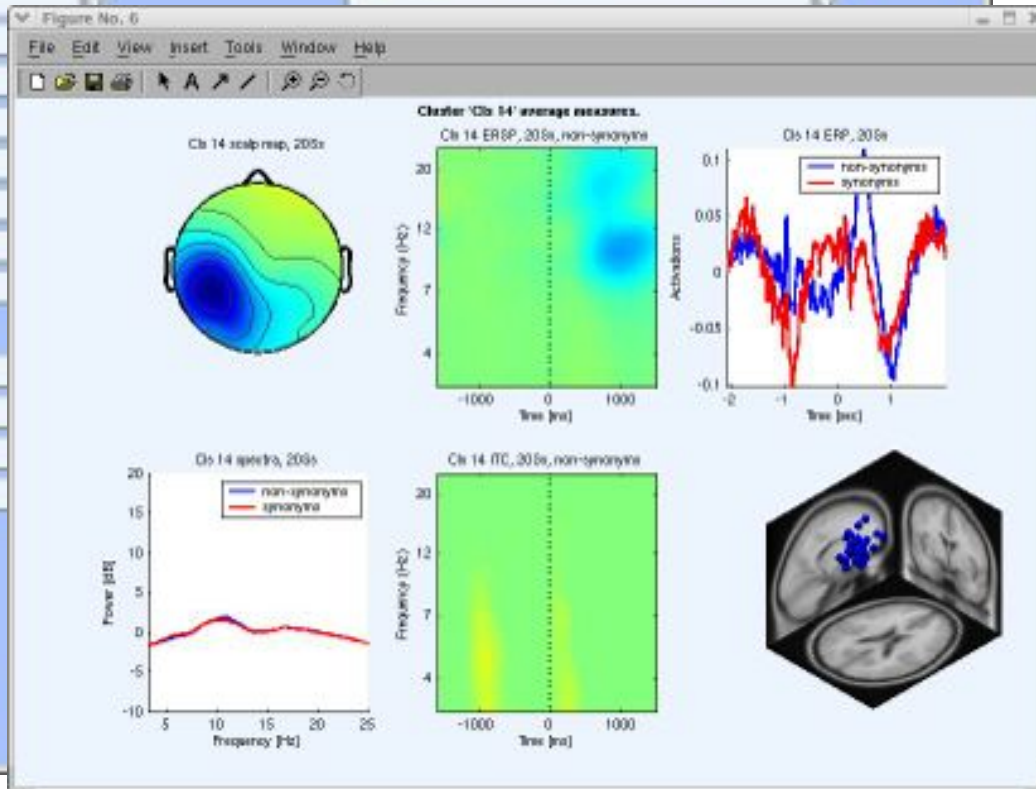 Figure No. 6
File Edit View Insert Tools Window Help
A
Cluster 'Cls 14' average measures.
Cls 14 scalp map, 20Ss
Cls 14 ERSP, 20Ss, non-synonyms
20
12
7
4
Frequency (Hz)
-1000 0 1000
Time [ms]
Cls 14 ERP, 20Ss
non-synonyms
synonyms
0.1
0.05
0
-0.05
-0.1
Activations
-2 -1 0 1
Time [sec]
Cls 14 spectra, 20Ss
non-synonyms
synonyms
20
15
10
5
0
-5
-10
Power [dB]
5 10 15 20 25
Frequency [Hz]
Cls 14 ITC, 20Ss, non-synonyms
20
12
7
4
Frequency (Hz)
-1000 0 1000
Time [ms]